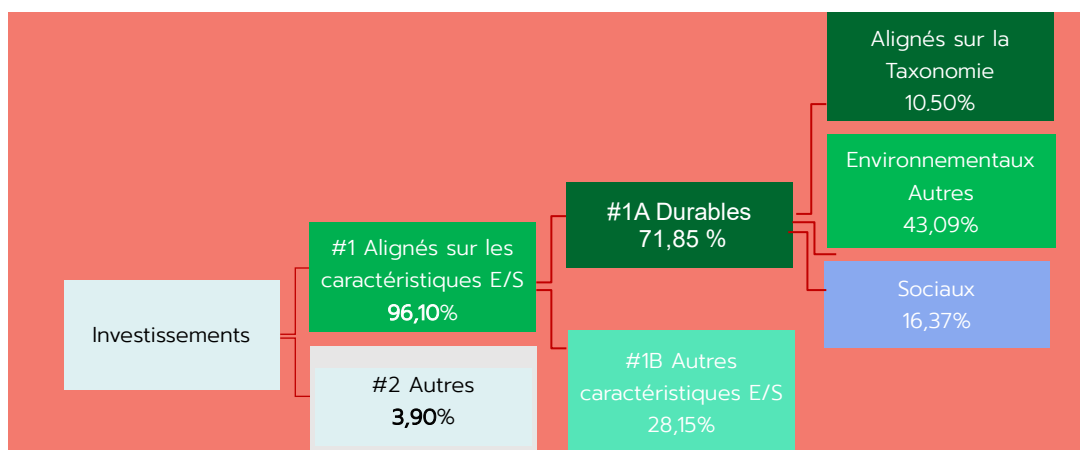 Alignés sur la
Taxonomie
10,50%
Environnementaux
Autres
43,09%
#1A Durables
71,85 %
#1 Alignés sur les
caractéristiques E/S
96,10%
Sociaux
16,37%
Investissements
#1B Autres
caractéristiques E/S
28,15%
#2 Autres
3,90%